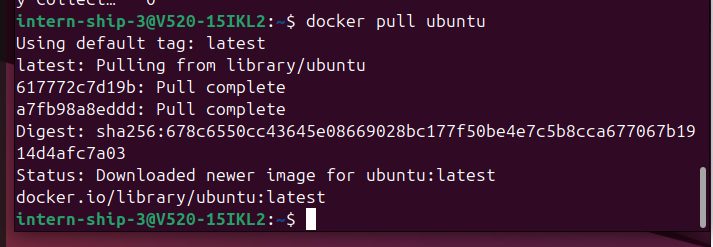 intern-ship-3@V520-15IKL2:~$ docker pull ubuntu
Using default tag: latest
latest: Pulling from library/ubuntu
617772c7d19b: Pull complete
a7fb98a8eddd: Pull complete
Digest: sha256:678c6550cc43645e08669028bc177f50be4e7c5b8cca677067b19
14d4afc7a03
Status: Downloaded newer image for ubuntu:latest
docker.io/library/ubuntu:latest
intern-ship-3@V520-15IKL2:~$